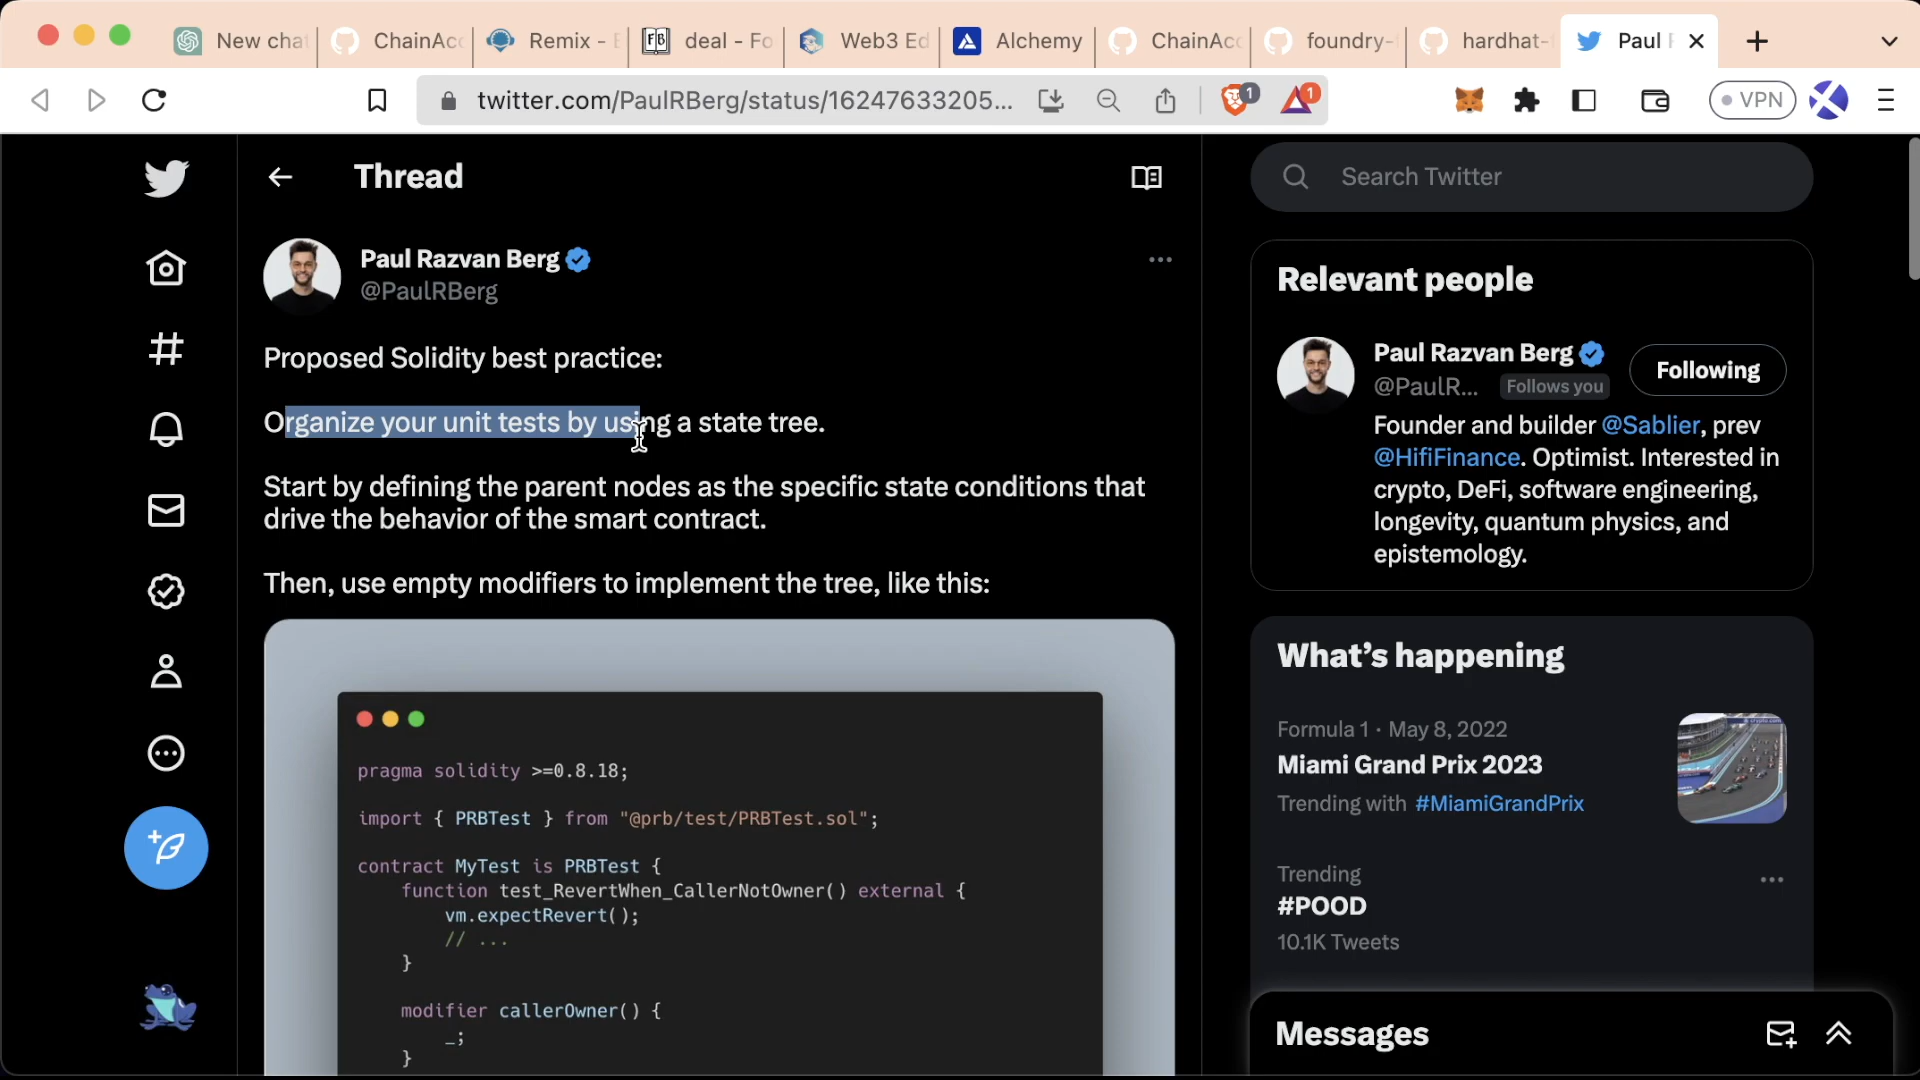 New cha
ChainAcc
Remix - E
FB
deal - Fo
Web3 Ed
Alchemy
ChainAcc
foundry-
hardhat-
Paul
twitter.com/PaulRBerg/status/16247633205...
1
1
VPN
Thread
Search Twitter
Paul Razvan Berg
@PaulRBerg
Proposed Solidity best practice:
Organize your unit tests by using a state tree.
Start by defining the parent nodes as the specific state conditions that
drive the behavior of the smart contract.
Then, use empty modifiers to implement the tree, like this:
pragma solidity >=0.8.18;
import { PRBTest } from "@prb/test/PRBTest.sol";
contract MyTest is PRBTest {
function test_RevertWhen_CallerNotOwner() external {
vm.expectRevert();
// ...
}
modifier callerOwner() {
_;
}
Relevant people
Paul Razvan Berg
@PaulR...
Follows you
Following
Founder and builder @Sablier, prev
@HifiFinance. Optimist. Interested in
crypto, DeFi, software engineering,
longevity, quantum physics, and
epistemology.
What's happening
Formula 1 · May 8, 2022
Miami Grand Prix 2023
Trending with #MiamiGrandPrix
Trending
#POOD
10.1K Tweets
Messages